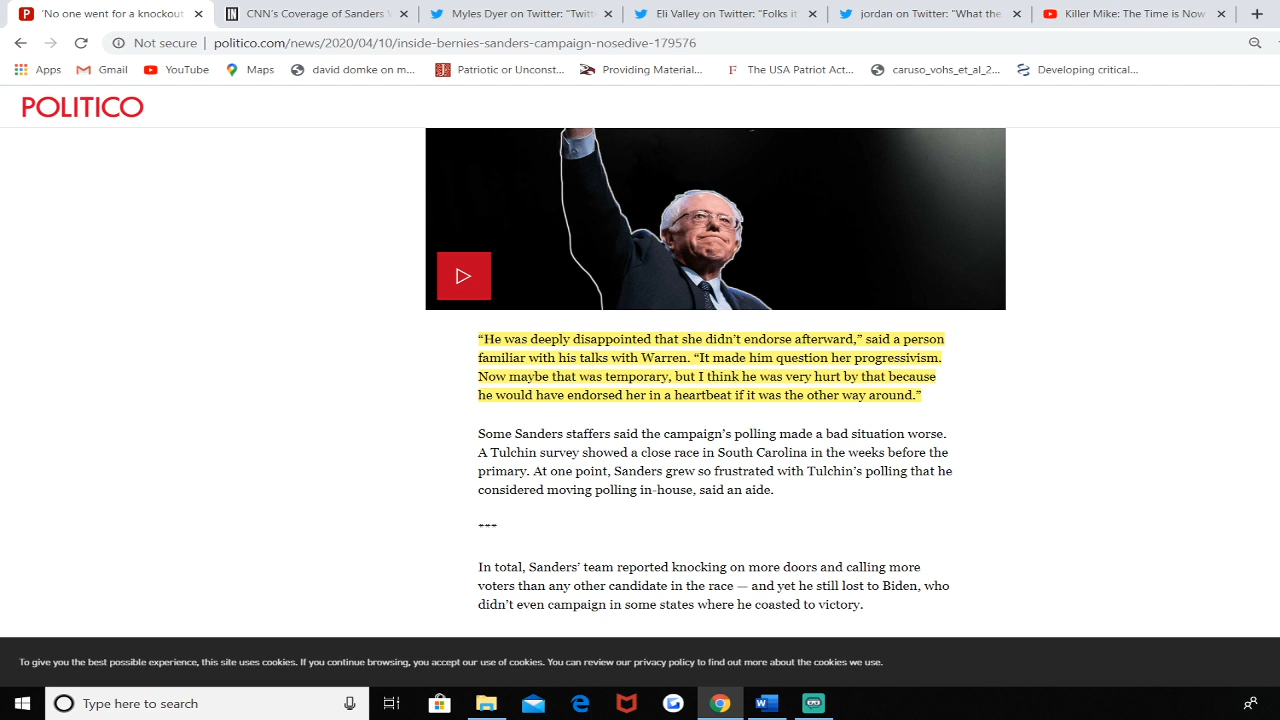 'No one went for a knockout
CNN's Coverage of Sanders V
Myles Dyer on Twitter: "Twitt
Eli Valley on Twitter: "Folks it
jordan on Twitter: "What the
Killer Mike: The Time is Now
Not secure | politico.com/news/2020/04/10/inside-bernies-sanders-campaign-nosedive-179576
Apps Gmail YouTube Maps david domke on m... Patriotic or Unconst... Providing Material... The USA Patriot Act... caruso_vohs_et_al_2... Developing critical...
POLITICO
“He was deeply disappointed that she didn’t endorse afterward,” said a person
familiar with his talks with Warren. “It made him question her progressivism.
Now maybe that was temporary, but I think he was very hurt by that because
he would have endorsed her in a heartbeat if it was the other way around.”
Some Sanders staffers said the campaign’s polling made a bad situation worse.
A Tulchin survey showed a close race in South Carolina in the weeks before the
primary. At one point, Sanders grew so frustrated with Tulchin’s polling that he
considered moving polling in-house, said an aide.
***
In total, Sanders’ team reported knocking on more doors and calling more
voters than any other candidate in the race — and yet he still lost to Biden, who
didn’t even campaign in some states where he coasted to victory.
To give you the best possible experience, this site uses cookies. If you continue browsing, you accept our use of cookies. You can review our privacy policy to find out more about the cookies we use.
Type here to search